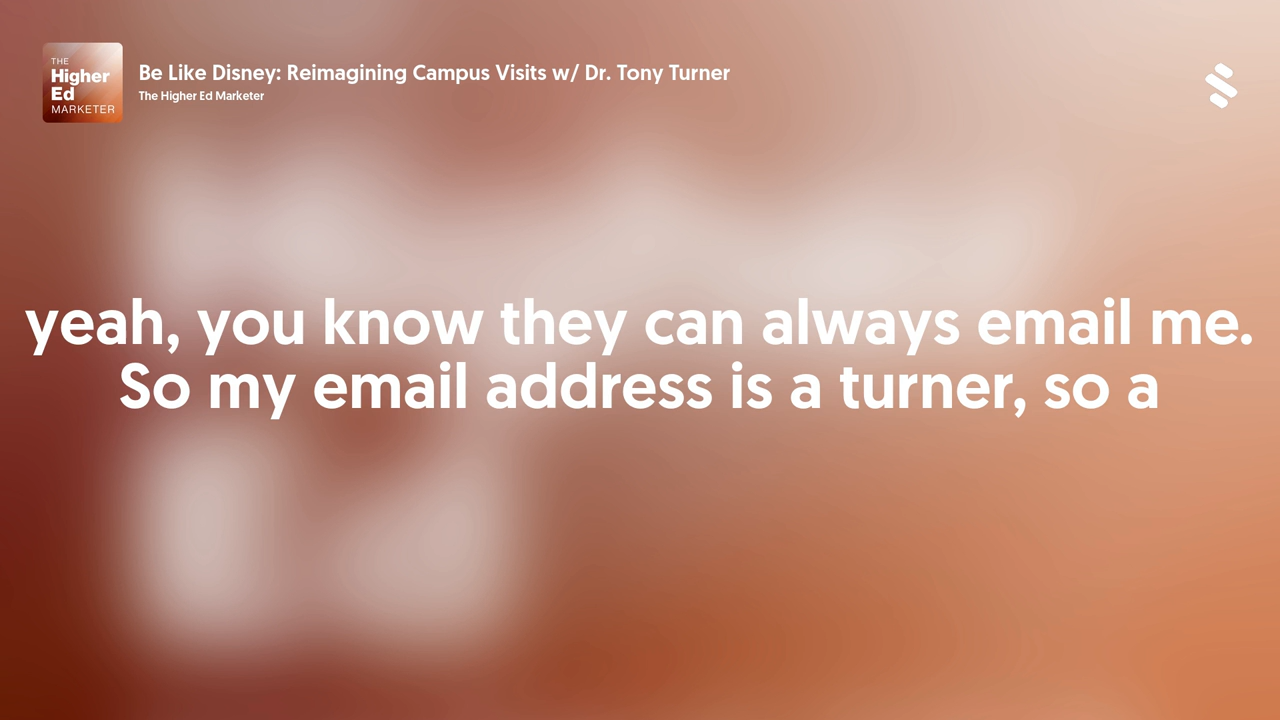 THE
Higher
Ed
MARKETER
Be Like Disney: Reimagining Campus Visits w/ Dr. Tony Turner
The Higher Ed Marketer
yeah, you know they can always email me.
So my email address is a turner, so a